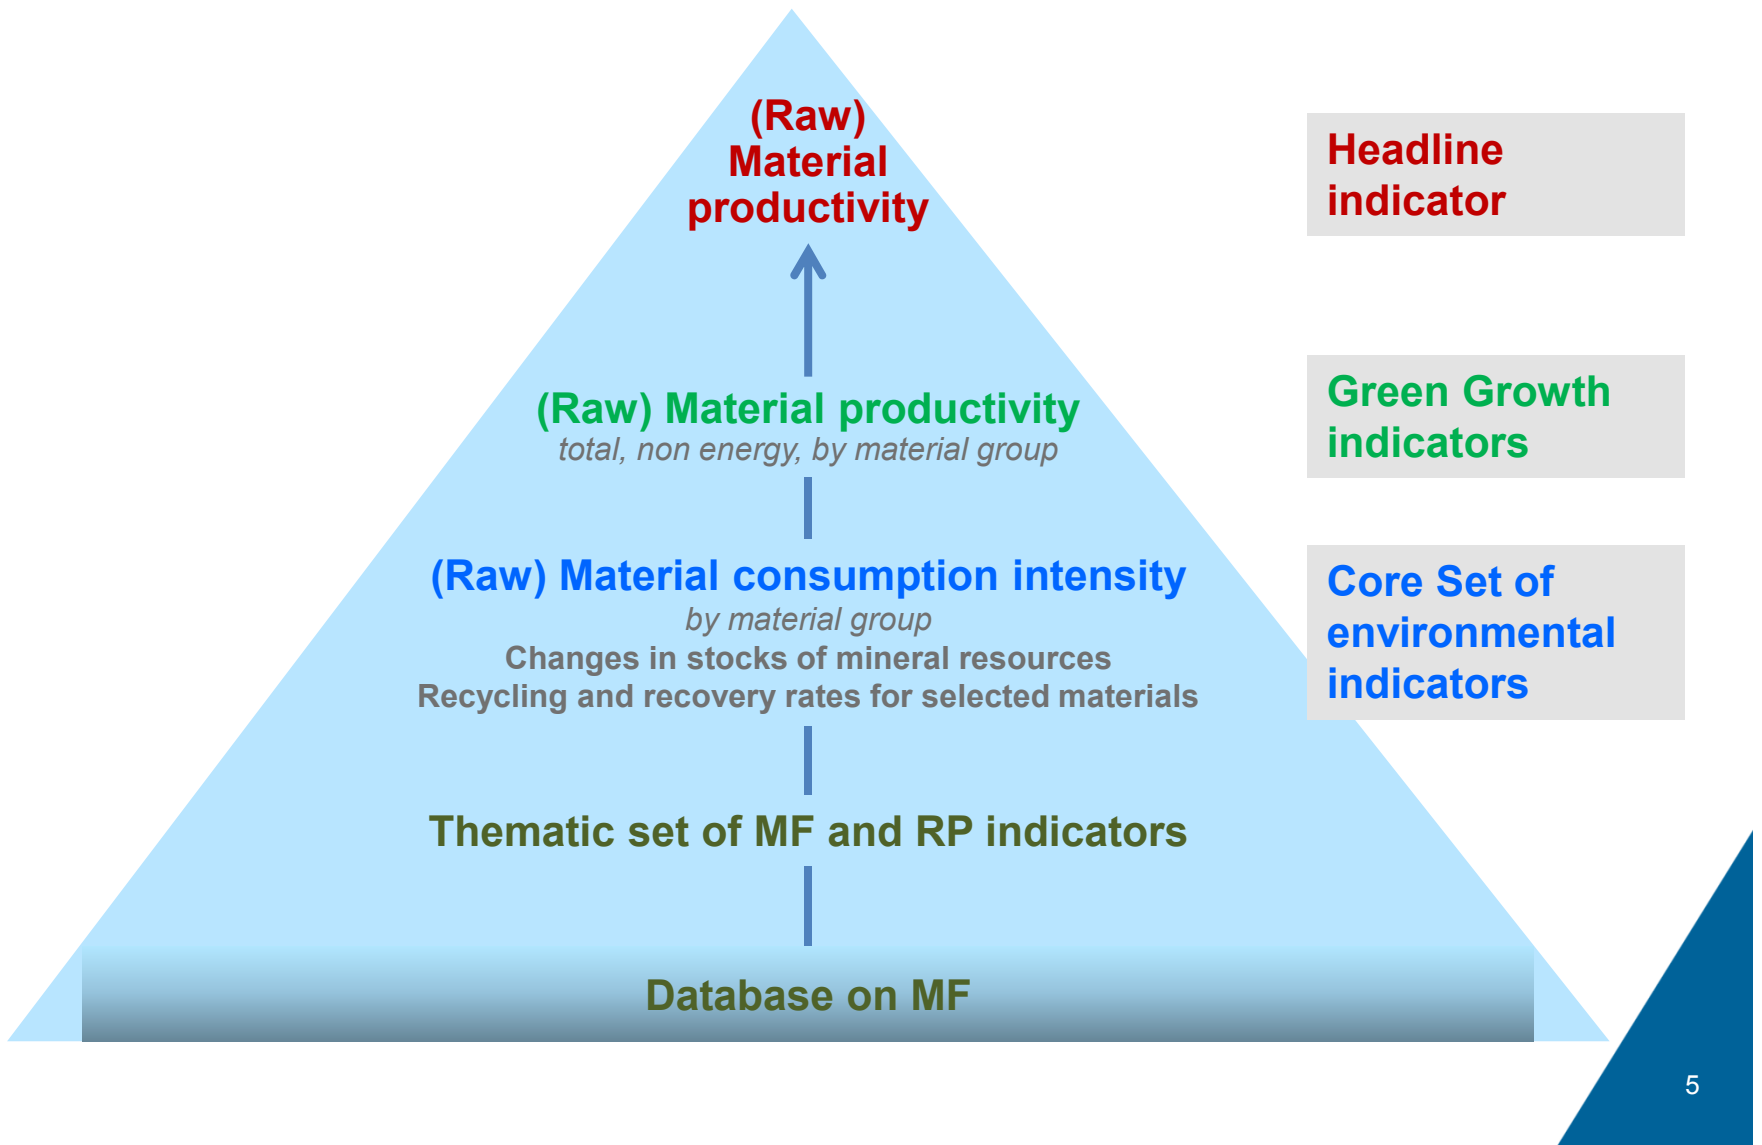 (Raw)
Material
productivity
Headline
indicator
(Raw) Material productivity
total, non energy, by material group
Green Growth
indicators
(Raw) Material consumption intensity
by material group
Changes in stocks of mineral resources
Recycling and recovery rates for selected materials
Core Set of
environmental
indicators
Thematic set of MF and RP indicators
Database on MF
5